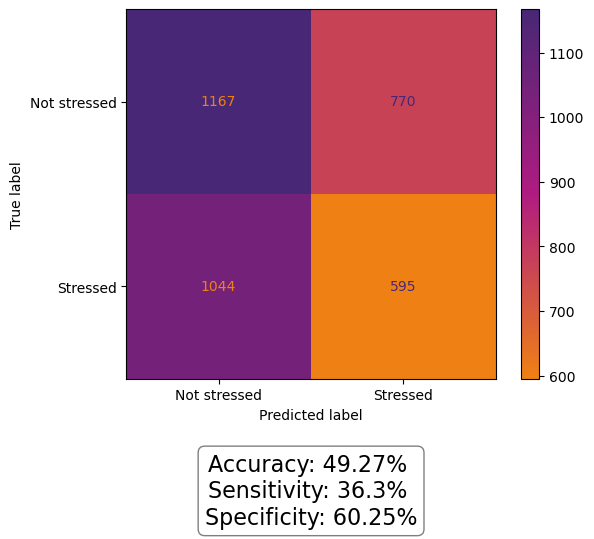 True label
Not stressed
1167
770
Stressed
1044
595
Not stressed
Stressed
Predicted label
1100
1000
900
800
700
600
Accuracy: 49.27%
Sensitivity: 36.3%
Specificity: 60.25%